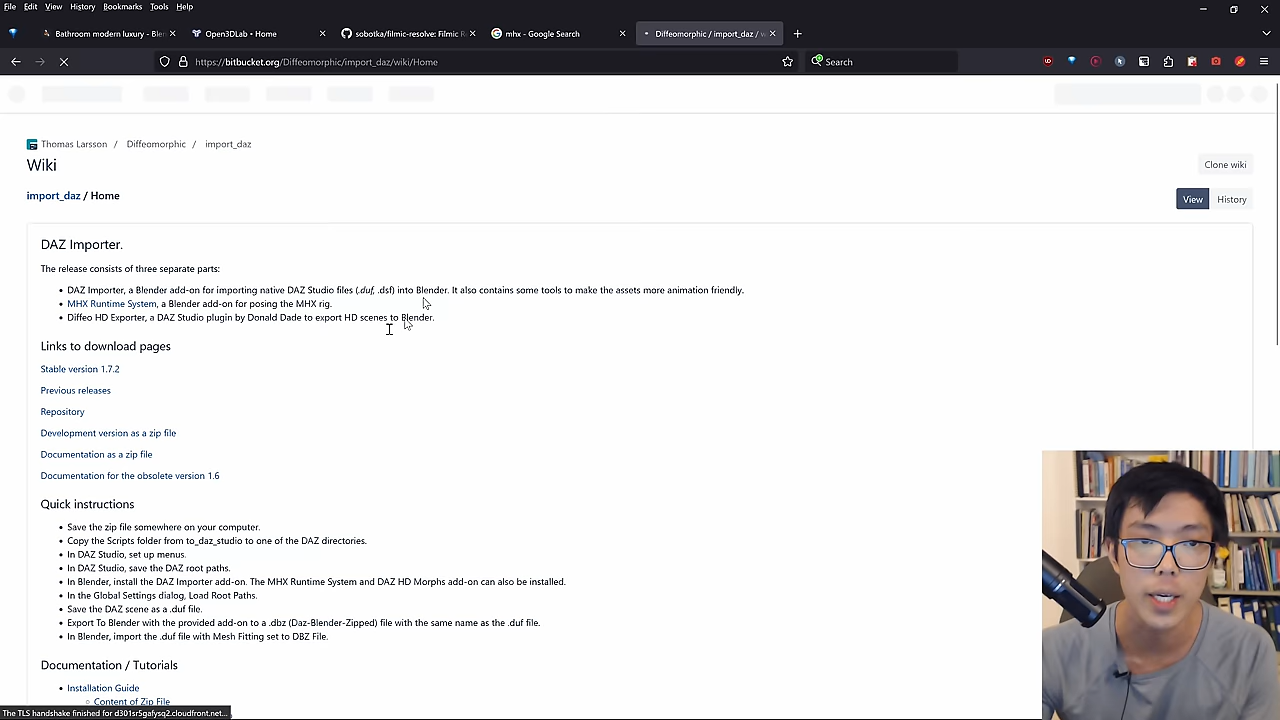 File Edit View History Bookmarks Tools Help
Bathroom modern luxury - Blen
Open3DLab • Home
sobotka/filmic-resolve: Filmic R
mhx - Google Search
Diffeomorphic / import_daz / w
https://bitbucket.org/Diffeomorphic/import_daz/wiki/Home
Search
Thomas Larsson / Diffeomorphic / import_daz
Wiki
Clone wiki
import_daz / Home
View History
DAZ Importer.
The release consists of three separate parts:
• DAZ Importer, a Blender add-on for importing native DAZ Studio files (.duf, .dsf) into Blender. It also contains some tools to make the assets more animation friendly.
• MHX Runtime System, a Blender add-on for posing the MHX rig.
• Diffeo HD Exporter, a DAZ Studio plugin by Donald Dade to export HD scenes to Blender.
Links to download pages
Stable version 1.7.2
Previous releases
Repository
Development version as a zip file
Documentation as a zip file
Documentation for the obsolete version 1.6
Quick instructions
• Save the zip file somewhere on your computer.
• Copy the Scripts folder from to_daz_studio to one of the DAZ directories.
• In DAZ Studio, set up menus.
• In DAZ Studio, save the DAZ root paths.
• In Blender, install the DAZ Importer add-on. The MHX Runtime System and DAZ HD Morphs add-on can also be installed.
• In the Global Settings dialog, Load Root Paths.
• Save the DAZ scene as a .duf file.
• Export To Blender with the provided add-on to a .dbz (Daz-Blender-Zipped) file with the same name as the .duf file.
• In Blender, import the .duf file with Mesh Fitting set to DBZ File.
Documentation / Tutorials
• Installation Guide
◦ Content of Zip File
The TLS handshake finished for d301sr5gafysq2.cloudfront.net...